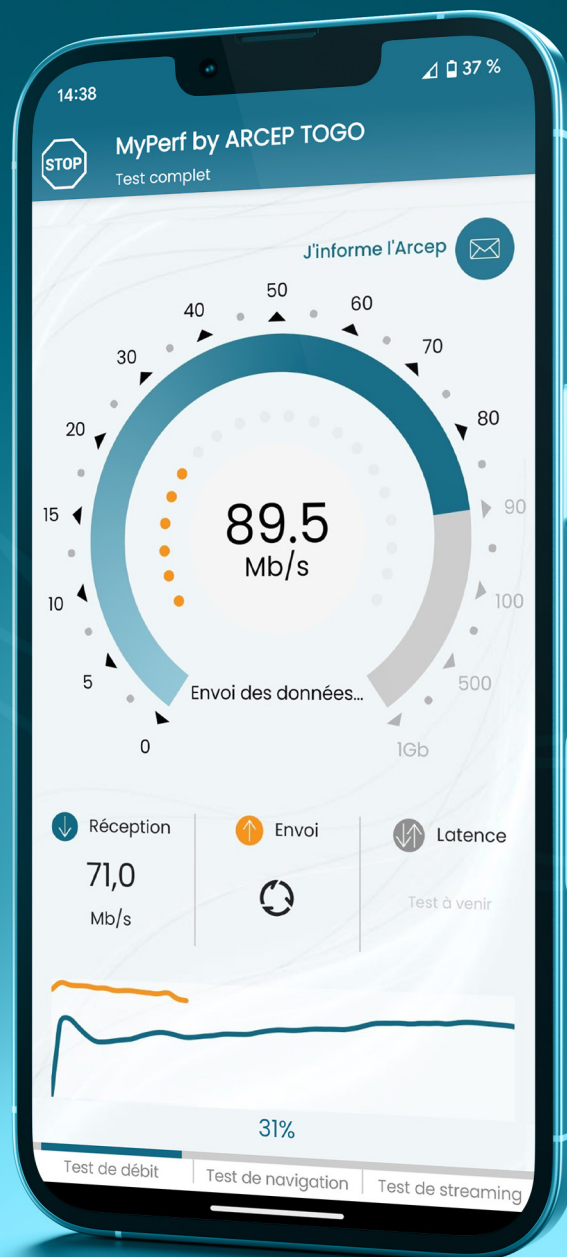 14:38
37 %
STOP
MyPerf by ARCEP TOGO
Test complet
J'informe l'Arcep
50
40
60
30
70
20
80
15
90
10
100
5
500
0
1Gb
89.5
Mb/s
Envoi des données...
Réception
Envoi
Latence
71,0
Mb/s
Test à venir
31%
Test de débit
Test de navigation
Test de streaming